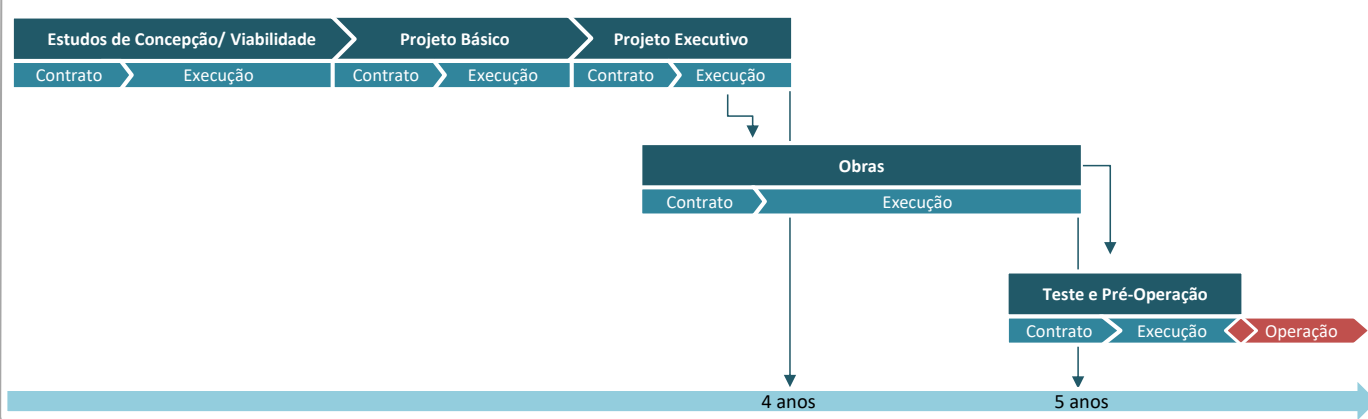 Estudos de Concepção/ Viabilidade
Projeto Básico
Projeto Executivo
Contrato
Execução
Contrato
Execução
Contrato
Execução
Obras
Contrato
Execução
Teste e Pré-Operação
Contrato
Execução
Operação
4 anos
5 anos